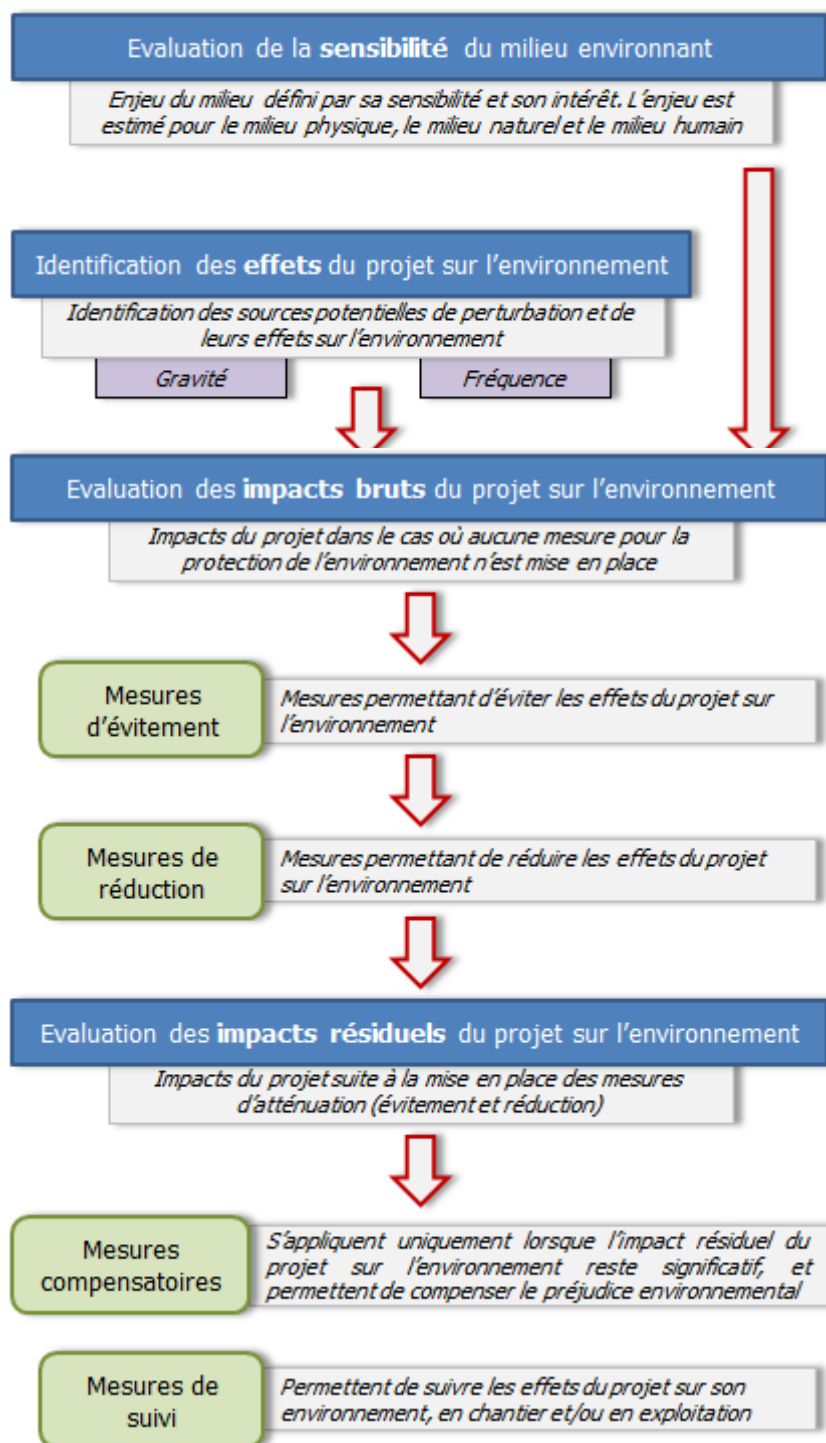 Evaluation de la sensibilité du milieu environnant
Enjeu du milieu défini par sa sensibilité et son intérêt. L'enjeu est
estimé pour le milieu physique, le milieu naturel et le milieu humain
Identification des effets du projet sur l'environnement
Identification des sources potentielles de perturbation et de
leurs effets sur l'environnement
Gravité
Fréquence
Evaluation des impacts bruts du projet sur l'environnement
Impacts du projet dans le cas où aucune mesure pour la
protection de l'environnement n'est mise en place
Mesures
d'évitement
Mesures permettant d'éviter les effets du projet sur
l'environnement
Mesures de
réduction
Mesures permettant de réduire les effets du projet
sur l'environnement
Evaluation des impacts résiduels du projet sur l'environnement
Impacts du projet suite à la mise en place des mesures
d'atténuation (évitement et réduction)
Mesures
compensatoires
S'appliquent uniquement lorsque l'impact résiduel du
projet sur l'environnement reste significatif, et
permettent de compenser le préjudice environnemental
Mesures de
suivi
Permettent de suivre les effets du projet sur son
environnement, en chantier et/ou en exploitation